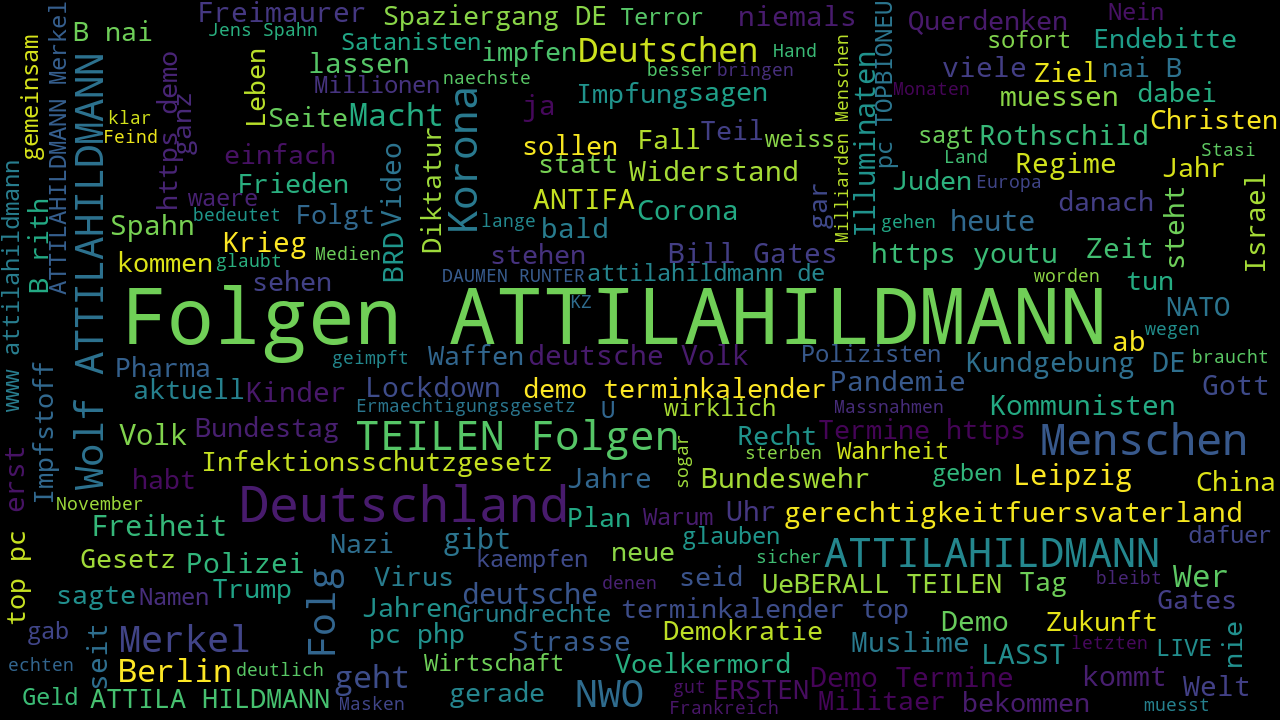 Freimaurer
Spaziergang DE
Terror
niemals
Querdenken
Nein
B nai
Jens Spahn
Satanisten
impfen
Deutschen
Hand
sofort
Endebitte
lassen
naechste
besser
bringen
viele
Ziel
nai B
Millionen
Impfung
sagen
Monaten
muessen
dabei
klar
Feind
Seite
Macht
ja
Teil
weiss
Christen
sollen
Fall
sagt
Rothschild
einfach
statt
Widerstand
Land
Regime
Jahr
Stasi
Frieden
Juden
Europa
waere
ANTIFA
Corona
danach
Spahn
bedeutet
Folgt
lange
bald
gehen
heute
Krieg
Medien
stehen
Bill Gates
https youtu
Zeit
kommen
glaubt
sehen
DAUMEN RUNTER
attilahildmann de
worden
tun
Folgen ATTILAHILDMANN
KZ
NATO
wegen
ab
Pharma
geimpft
Waffen
deutsche Volk
Polizisten
Kundgebung DE
braucht
aktuell
Kinder
Lockdown
demo terminkalender
Pandemie
Gott
Ermaechtigungsgesetz
U
wirklich
Massnahmen
Kommunisten
Volk
Bundestag
TEILEN Folgen
Recht
Termine https
Menschen
sterben
Wahrheit
Infektionsschutzgesetz
habt
Jahre
Bundeswehr
geben
Leipzig
China
November
Deutschland
Freiheit
Plan
Warum
Uhr
gerechtigkeitfuersvaterland
glauben
dafuer
Gesetz
Polizei
Nazi
gibt
kaempfen
neue
sicher
ATTILAHILDMANN
sagte
Namen
Trump
Virus
deutsche
denen
seid
UeBERALL TEILEN
Tag
bleibt
Wer
Gates
Jahren
Grundrechte
terminkalender top
gab
Merkel
pc php
Strasse
Demokratie
Demo
Zukunft
Muslime
letzten
LIVE
LASST
echten
Berlin
deutlich
geht
Wirtschaft
Voelkermord
Demo Termine
kommt
Welt
Geld
ATTILA HILDMANN
Masken
gerade
NWO
gut
ERSTEN
Frankreich
Militaer
bekommen
muesst
gemeinsam
ATTILAHILDMANN Merkel
Wolf ATTILAHILDMANN
https demo
ganz
Leben
www attilahildmann
B rith
Video
BRD
Diktatur
Korona
gar
Milliarden Menschen
Illuminaten
TOPBIONEU
pc
steht
Israel
Impfstoff
erst
top pc
sogar
Folg
seit
nie